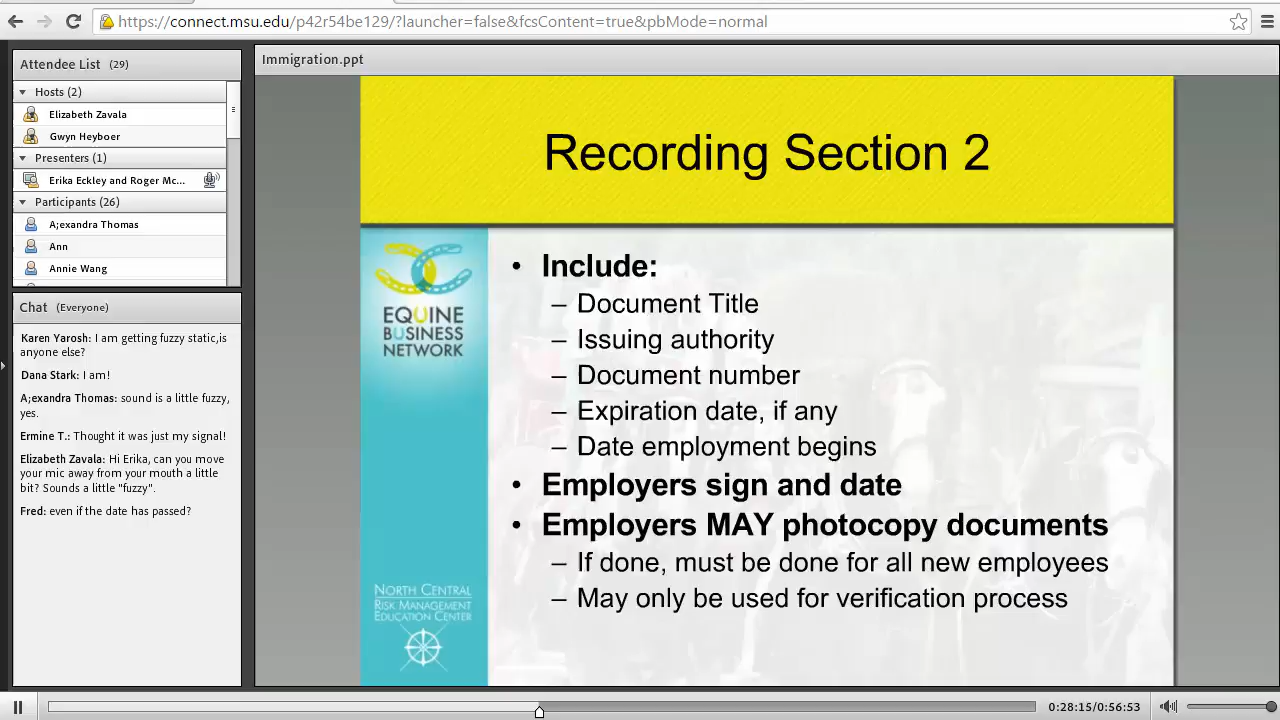 https://connect.msu.edu/p42r54be129/?launcher=false&fcsContent=true&pbMode=normal
Attendee List (29)
Hosts (2)
Elizabeth Zavala
Gwyn Heyboer
Presenters (1)
Erika Eckley and Roger Mc...
Participants (26)
A;exandra Thomas
Ann
Annie Wang
Chat (Everyone)
Karen Yarosh: I am getting fuzzy static,is
anyone else?
Dana Stark: I am!
A;exandra Thomas: sound is a little fuzzy,
yes.
Ermine T.: Thought it was just my signal!
Elizabeth Zavala: Hi Erika, can you move
your mic away from your mouth a little
bit? Sounds a little "fuzzy".
Fred: even if the date has passed?
Immigration.ppt
Recording Section 2
EQUINE
BUSINESS
NETWORK
• Include:
– Document Title
– Issuing authority
– Document number
– Expiration date, if any
– Date employment begins
• Employers sign and date
• Employers MAY photocopy documents
– If done, must be done for all new employees
– May only be used for verification process
NORTH CENTRAL
RISK MANAGEMENT
EDUCATION CENTER
0:28:15/0:56:53